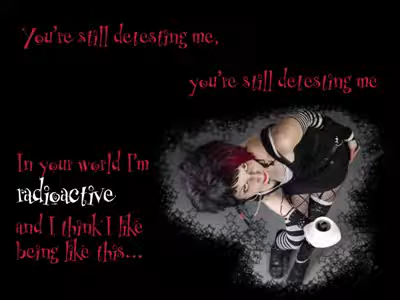 You're still detesting me,
you're still detesting me
In your world I'm
radioactive
and I think I like
being like this...